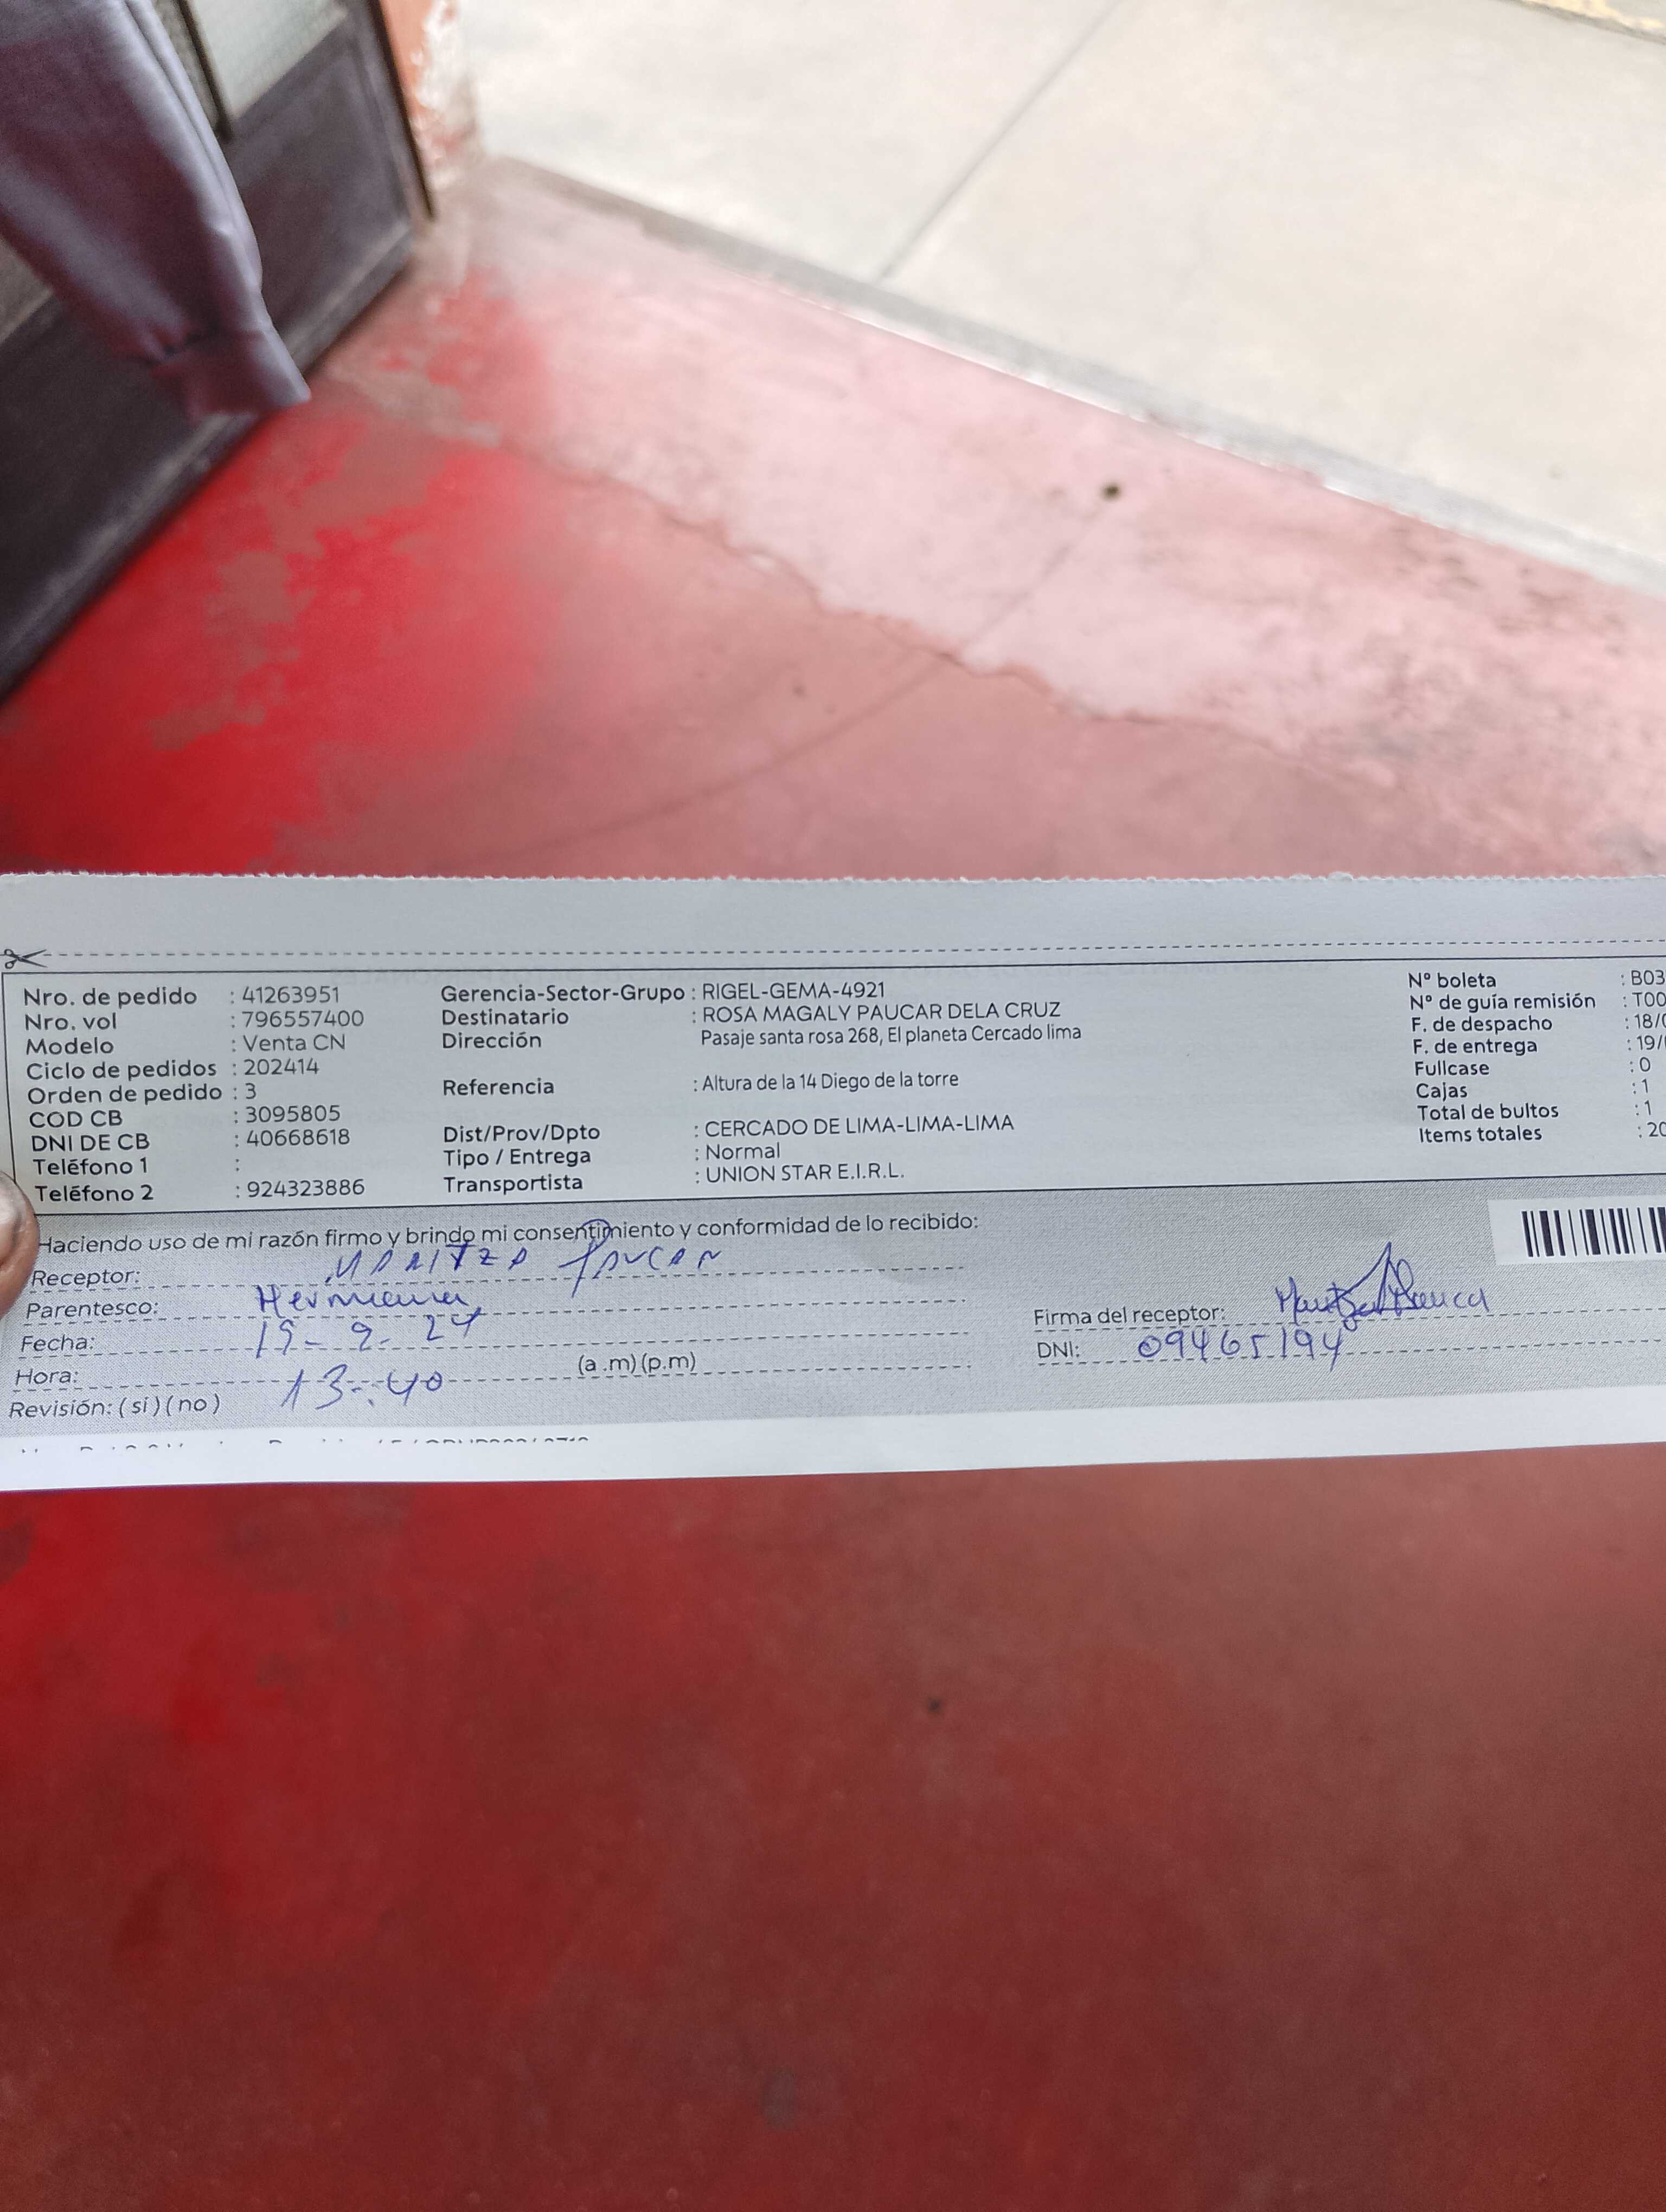 Nro. de pedido : 41263951
Nro. vol : 796557400
Modelo : Venta CN
Ciclo de pedidos : 202414
Orden de pedido : 3
COD CB : 3095805
DNI DE CB : 40668618
Teléfono 1 :
Teléfono 2 : 924323886
Gerencia-Sector-Grupo : RIGEL-GEMA-4921
Destinatario : ROSA MAGALY PAUCAR DELA CRUZ
Dirección Pasaje santa rosa 268, El planeta Cercado lima
Referencia : Altura de la 14 Diego de la torre
Dist/Prov/Dpto : CERCADO DE LIMA-LIMA-LIMA
Tipo / Entrega : Normal
Transportista : UNION STAR E.I.R.L.
Nº boleta : B03
Nº de guía remisión : T00
F. de despacho : 18/
F. de entrega : 19/
Fullcase : 0
Cajas : 1
Total de bultos : 1
Items totales : 20
Haciendo uso de mi razón firmo y brindo mi consentimiento y conformidad de lo recibido:
Receptor: MARITZA PAUCAR
Parentesco: Hermana
Fecha: 19-9-24
Hora: 13:40 (a .m) (p.m)
Revisión: ( si ) ( no )
Firma del receptor:
DNI: 09465194